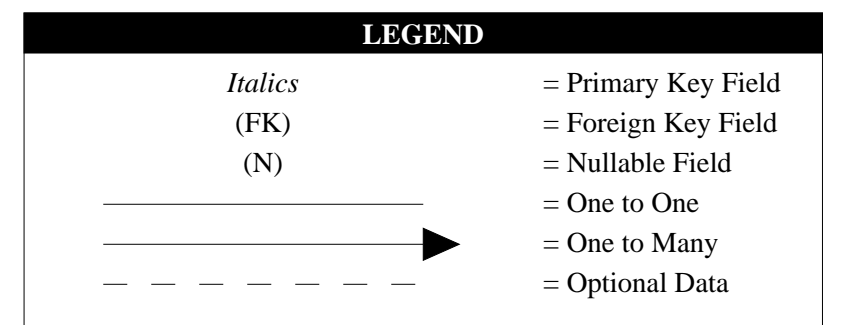 LEGEND
Italics = Primary Key Field
(FK) = Foreign Key Field
(N) = Nullable Field
= One to One
= One to Many
= Optional Data